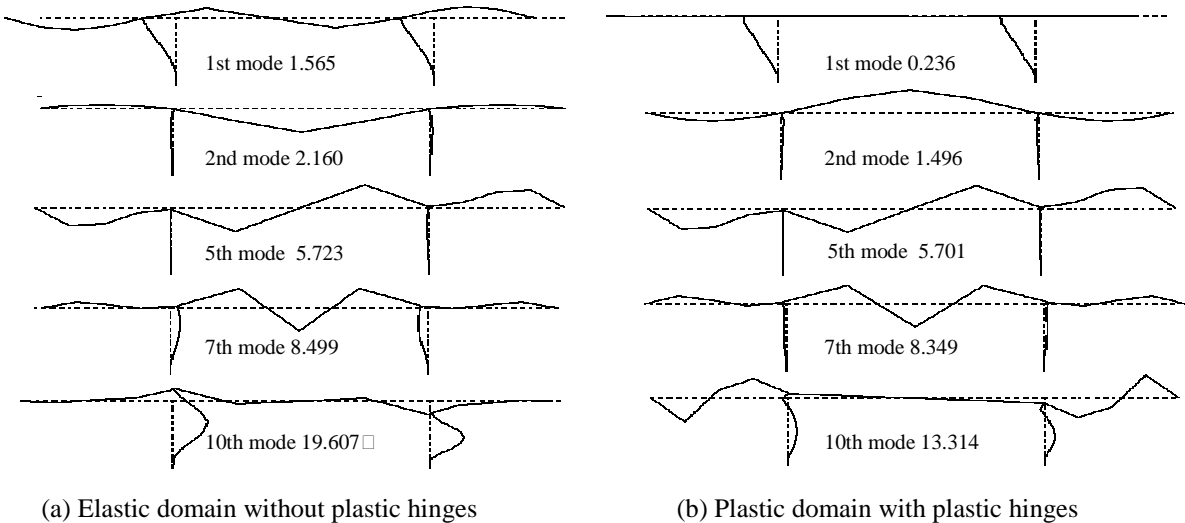 1st mode 1.565
2nd mode 2.160
5th mode 5.723
7th mode 8.499
10th mode 19.607□
(a) Elastic domain without plastic hinges
1st mode 0.236
2nd mode 1.496
5th mode 5.701
7th mode 8.349
10th mode 13.314
(b) Plastic domain with plastic hinges